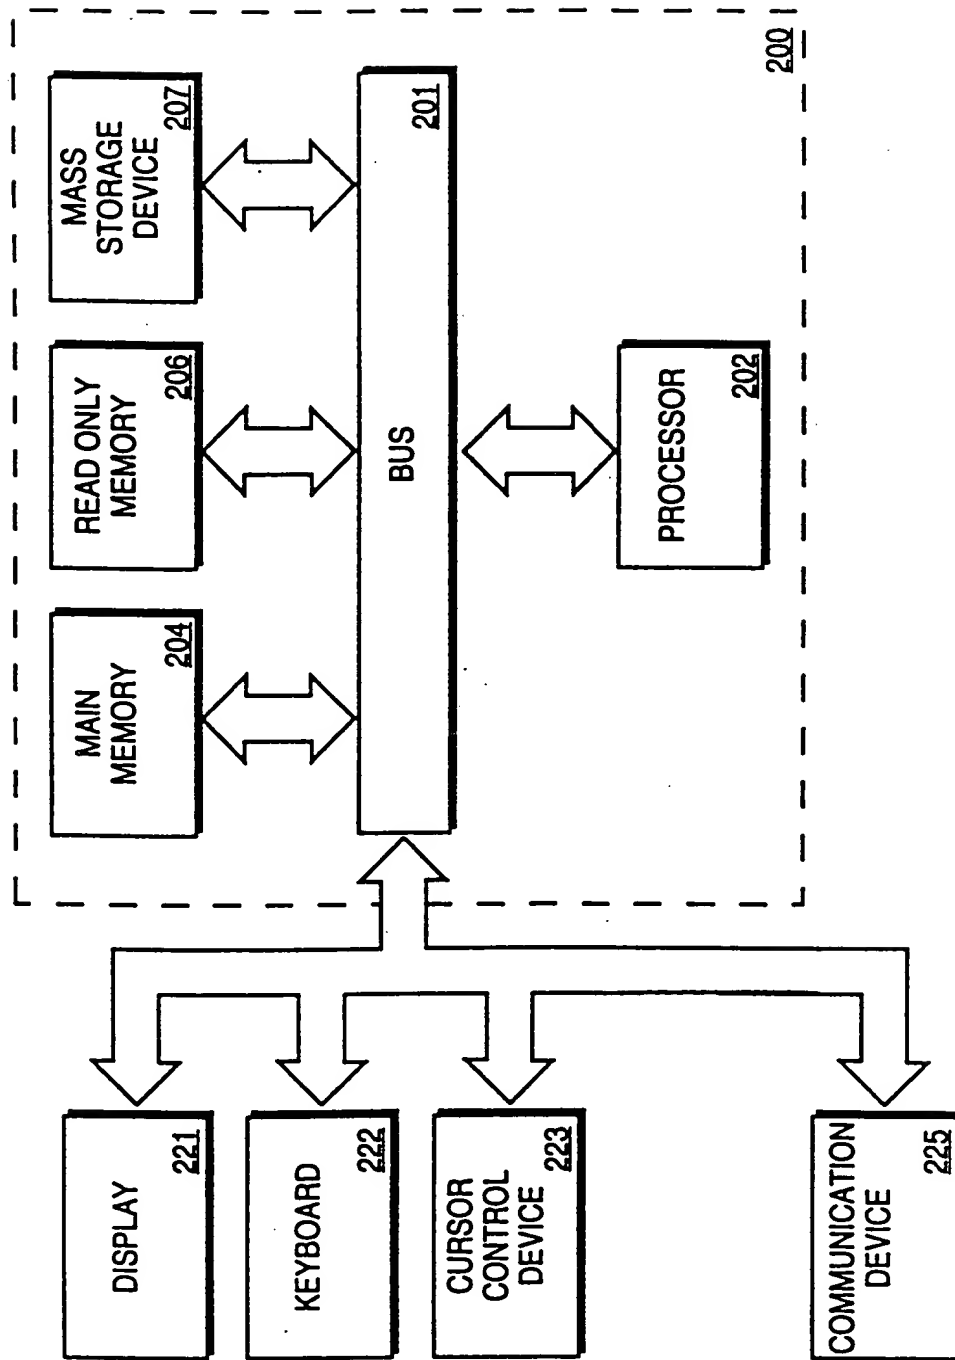 MAIN
MEMORY
204
READ ONLY
MEMORY
206
MASS
STORAGE
DEVICE
207
BUS
201
PROCESSOR
202
200
DISPLAY
221
KEYBOARD
222
CURSOR
CONTROL
DEVICE
223
COMMUNICATION
DEVICE
225